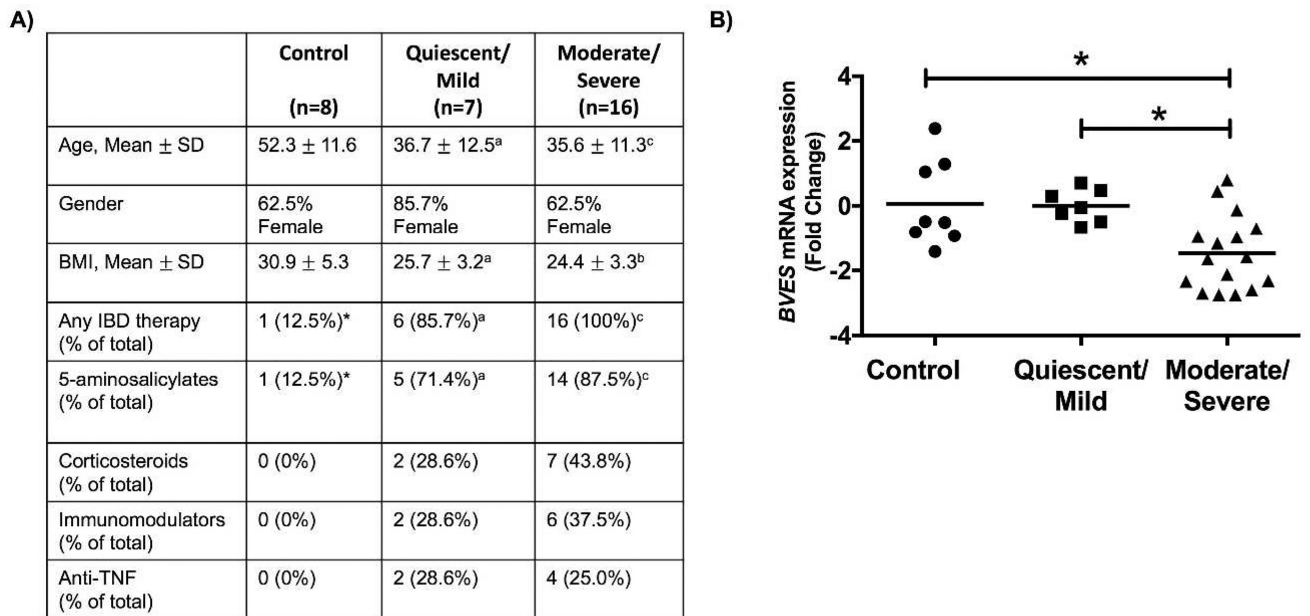 A)
Control
(n=8)
Quiescent/
Mild
(n=7)
Moderate/
Severe
(n=16)
Age, Mean ± SD
52.3 ± 11.6
36.7 ± 12.5ᵃ
35.6 ± 11.3ᶜ
Gender
62.5%
Female
85.7%
Female
62.5%
Female
BMI, Mean ± SD
30.9 ± 5.3
25.7 ± 3.2ᵃ
24.4 ± 3.3ᵇ
Any IBD therapy
(% of total)
1 (12.5%)*
6 (85.7%)ᵃ
16 (100%)ᶜ
5-aminosalicylates
(% of total)
1 (12.5%)*
5 (71.4%)ᵃ
14 (87.5%)ᶜ
Corticosteroids
(% of total)
0 (0%)
2 (28.6%)
7 (43.8%)
Immunomodulators
(% of total)
0 (0%)
2 (28.6%)
6 (37.5%)
Anti-TNF
(% of total)
0 (0%)
2 (28.6%)
4 (25.0%)
B)
BVES mRNA expression
(Fold Change)
4
2
0
-2
-4
*
*
Control
Quiescent/
Mild
Moderate/
Severe